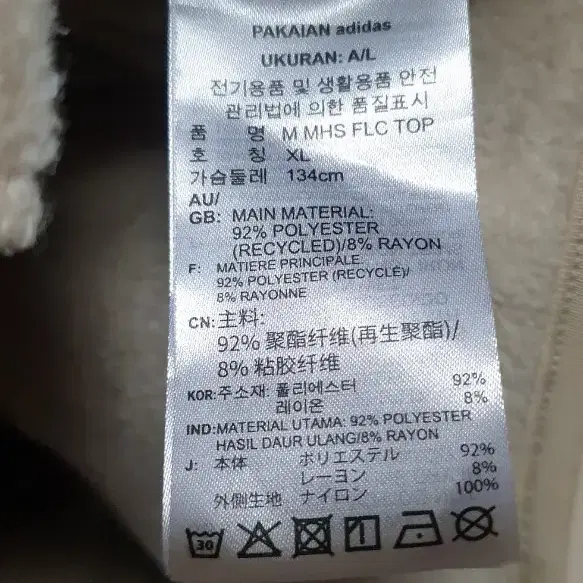 PAKAIAN adidas
UKURAN: A/L
전기용품 및 생활용품 안전
관리법에 의한 품질표시
품 명 M MHS FLC TOP
호 칭 XL
가슴둘레 134cm
AU/
GB: MAIN MATERIAL:
92% POLYESTER
(RECYCLED)/8% RAYON
F: MATIERE PRINCIPALE:
92% POLYESTER (RECYCLÉ)/
8% RAYONNE
CN:主料:
92% 聚酯纤维(再生聚酯)/
8% 粘胶纤维
KOR:주소재: 폴리에스터 92%
레이온 8%
IND:MATERIAL UTAMA: 92% POLYESTER
HASIL DAUR ULANG/8% RAYON
J: 本体 ポリエステル 92%
レーヨン 8%
外側生地 ナイロン 100%
30